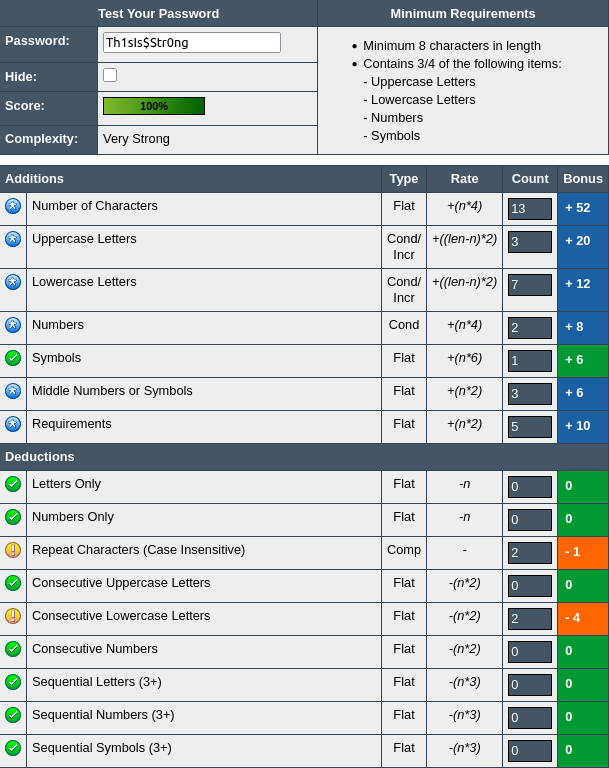 Test Your Password Minimum Requirements
Password: Th1sIs$Str0ng
Hide:
Score: 100%
Complexity: Very Strong
• Minimum 8 characters in length
• Contains 3/4 of the following items:
- Uppercase Letters
- Lowercase Letters
- Numbers
- Symbols
Additions Type Rate Count Bonus
Number of Characters Flat +(n*4) 13 + 52
Uppercase Letters Cond/Incr +((len-n)*2) 3 + 20
Lowercase Letters Cond/Incr +((len-n)*2) 7 + 12
Numbers Cond +(n*4) 2 + 8
Symbols Flat +(n*6) 1 + 6
Middle Numbers or Symbols Flat +(n*2) 3 + 6
Requirements Flat +(n*2) 5 + 10
Deductions
Letters Only Flat -n 0 0
Numbers Only Flat -n 0 0
Repeat Characters (Case Insensitive) Comp - 2 - 1
Consecutive Uppercase Letters Flat -(n*2) 0 0
Consecutive Lowercase Letters Flat -(n*2) 2 - 4
Consecutive Numbers Flat -(n*2) 0 0
Sequential Letters (3+) Flat -(n*3) 0 0
Sequential Numbers (3+) Flat -(n*3) 0 0
Sequential Symbols (3+) Flat -(n*3) 0 0